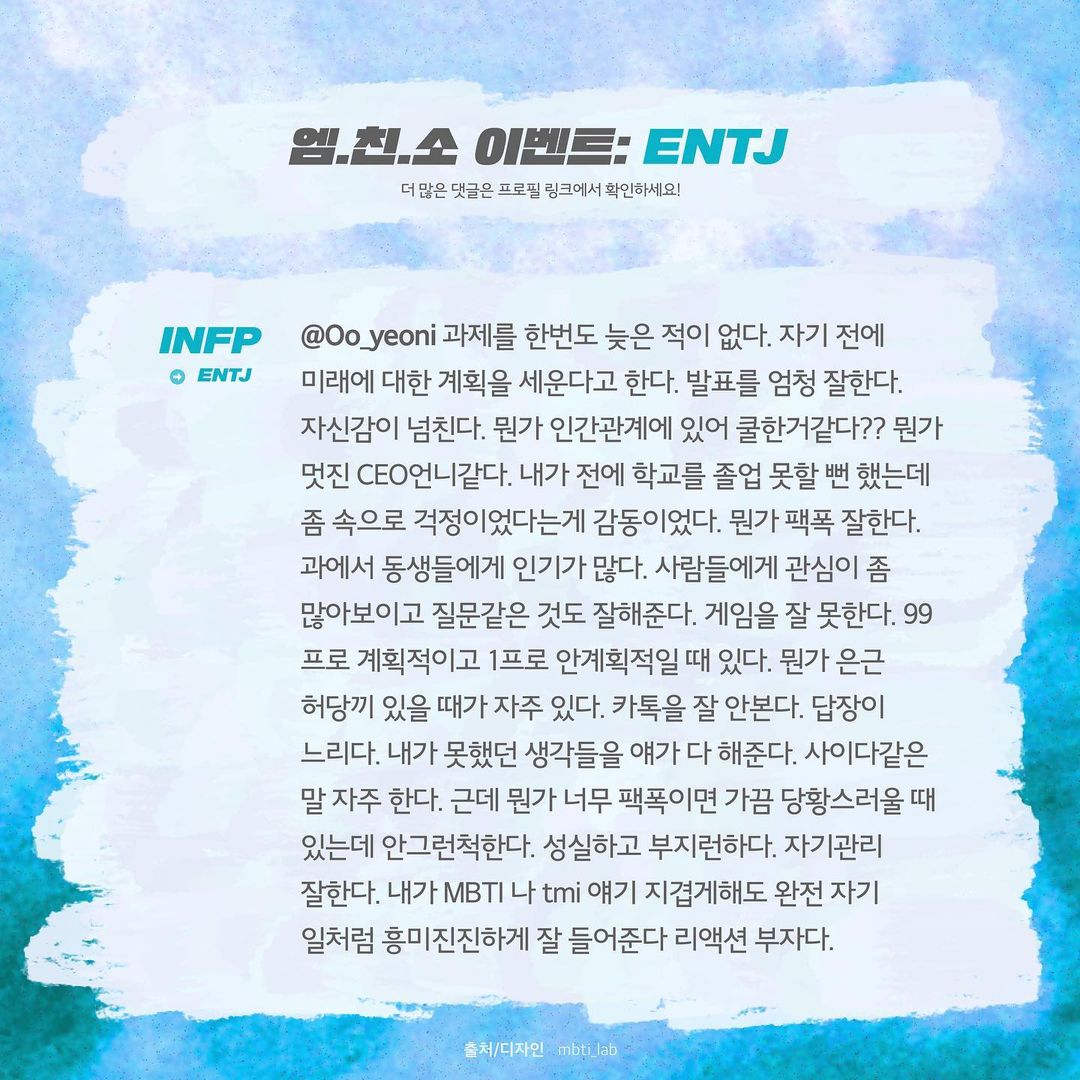 엠.친.소 이벤트: ENTJ
더 많은 댓글은 프로필 링크에서 확인하세요!
INFP
ENTJ
@Oo_yeoni 과제를 한번도 늦은 적이 없다. 자기 전에
미래에 대한 계획을 세운다고 한다. 발표를 엄청 잘한다.
자신감이 넘친다. 뭔가 인간관계에 있어 쿨한거같다?? 뭔가
멋진 CEO언니같다. 내가 전에 학교를 졸업 못할 뻔 했는데
좀 속으로 걱정이었다는게 감동이었다. 뭔가 팩폭 잘한다.
과에서 동생들에게 인기가 많다. 사람들에게 관심이 좀
많아보이고 질문같은 것도 잘해준다. 게임을 잘 못한다. 99
프로 계획적이고 1프로 안계획적일 때 있다. 뭔가 은근
허당끼 있을 때가 자주 있다. 카톡을 잘 안본다. 답장이
느리다. 내가 못했던 생각들을 얘가 다 해준다. 사이다같은
말 자주 한다. 근데 뭔가 너무 팩폭이면 가끔 당황스러울 때
있는데 안그런척한다. 성실하고 부지런하다. 자기관리
잘한다. 내가 MBTI 나 tmi 얘기 지겹게해도 완전 자기
일처럼 흥미진진하게 잘 들어준다 리액션 부자다.
출처/디자인 mbti_lab